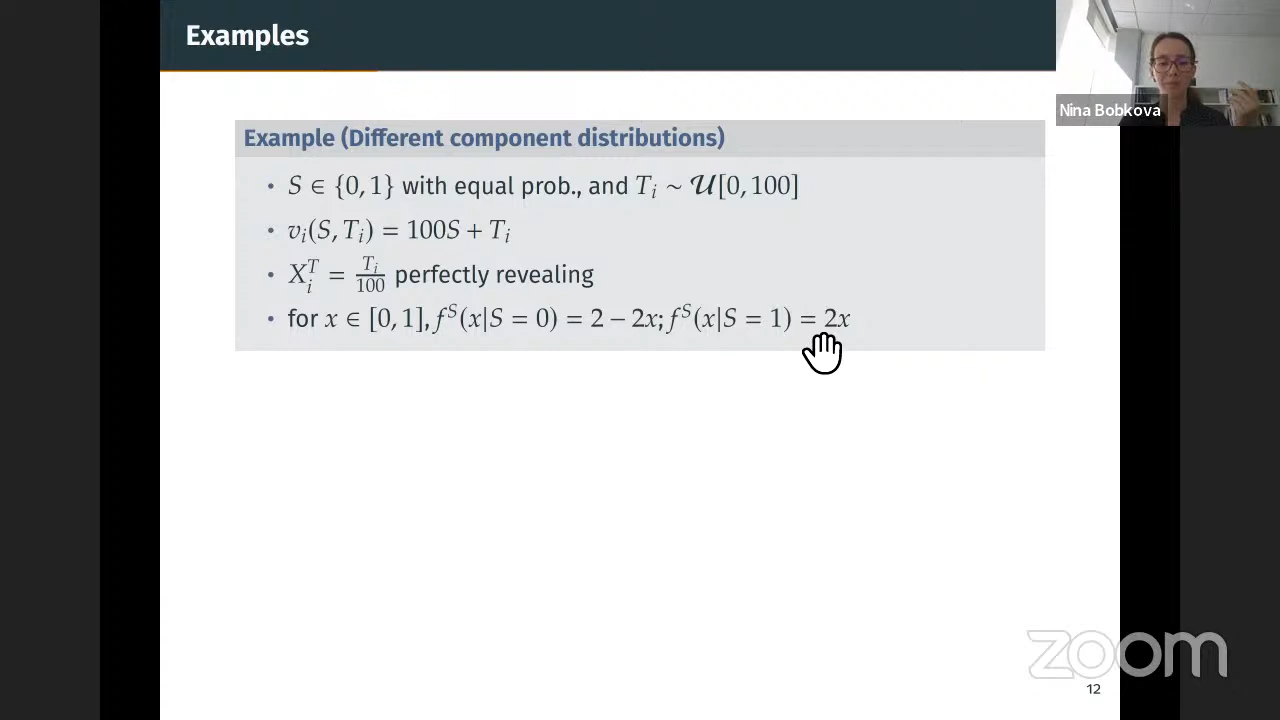 Examples
Nina Bobkova
Example (Different component distributions)
• S ∈ {0, 1} with equal prob., and Tᵢ ∼ 𝓤[0, 100]
• vᵢ(S, Tᵢ) = 100S + Tᵢ
• Xᵢᵀ = Tᵢ/100 perfectly revealing
• for x ∈ [0, 1], fˢ(x|S = 0) = 2 − 2x; fˢ(x|S = 1) = 2x
zoom
12